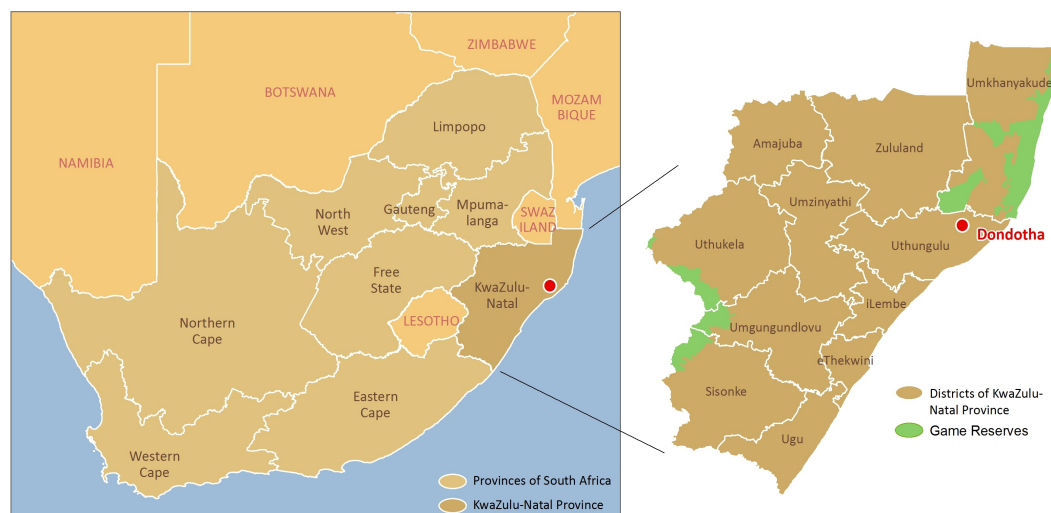 ZIMBABWE
BOTSWANA
MOZAM
BIQUE
Limpopo
NAMIBIA
North
West
Gauteng
Mpuma-
langa
SWAZ
ILAND
Free
State
KwaZulu-
Natal
LESOTHO
Northern
Cape
Eastern
Cape
Western
Cape
Provinces of South Africa
KwaZulu-Natal Province
Umkhanyakude
Amajuba
Zululand
Umzinyathi
Uthukela
Uthungulu
Dondotha
iLembe
Umgungundlovu
eThekwini
Sisonke
Ugu
Districts of KwaZulu-
Natal Province
Game Reserves